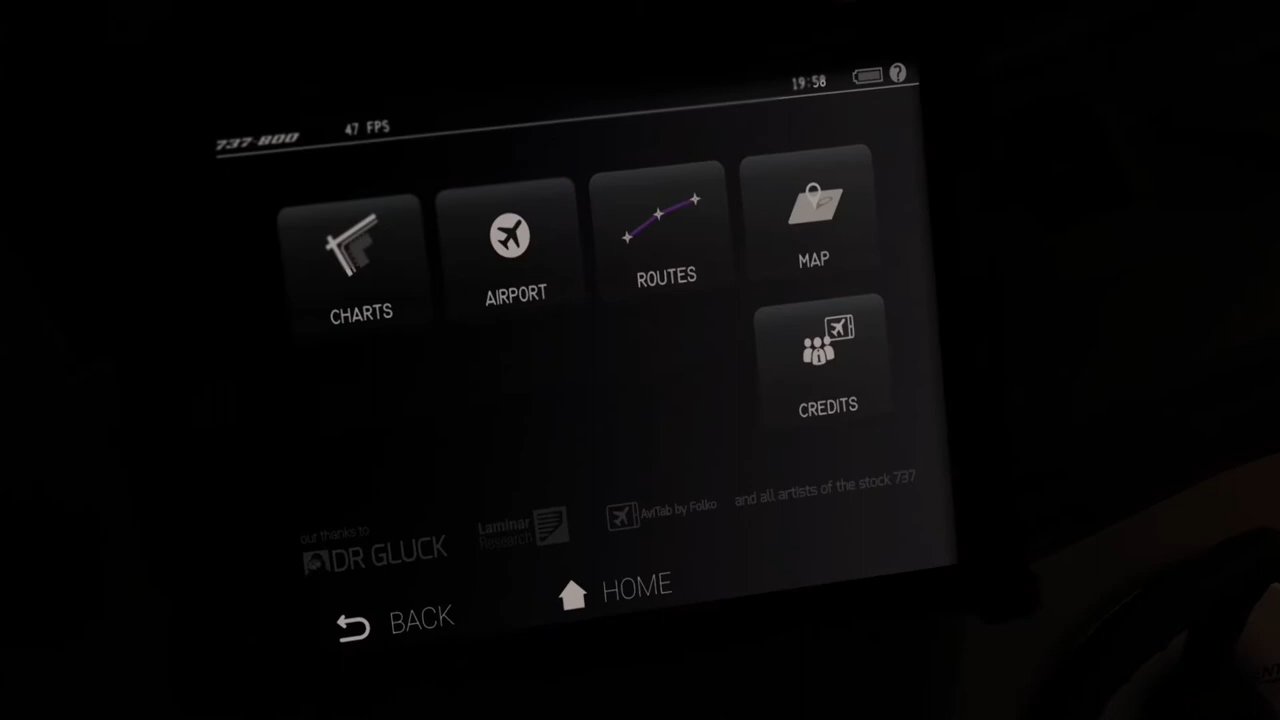 19:58
737-800
47 FPS
CHARTS
AIRPORT
ROUTES
MAP
CREDITS
our thanks to
DR GLUCK
Laminar
Research
AviTab by Folko
and all artists of the stock 737
BACK
HOME